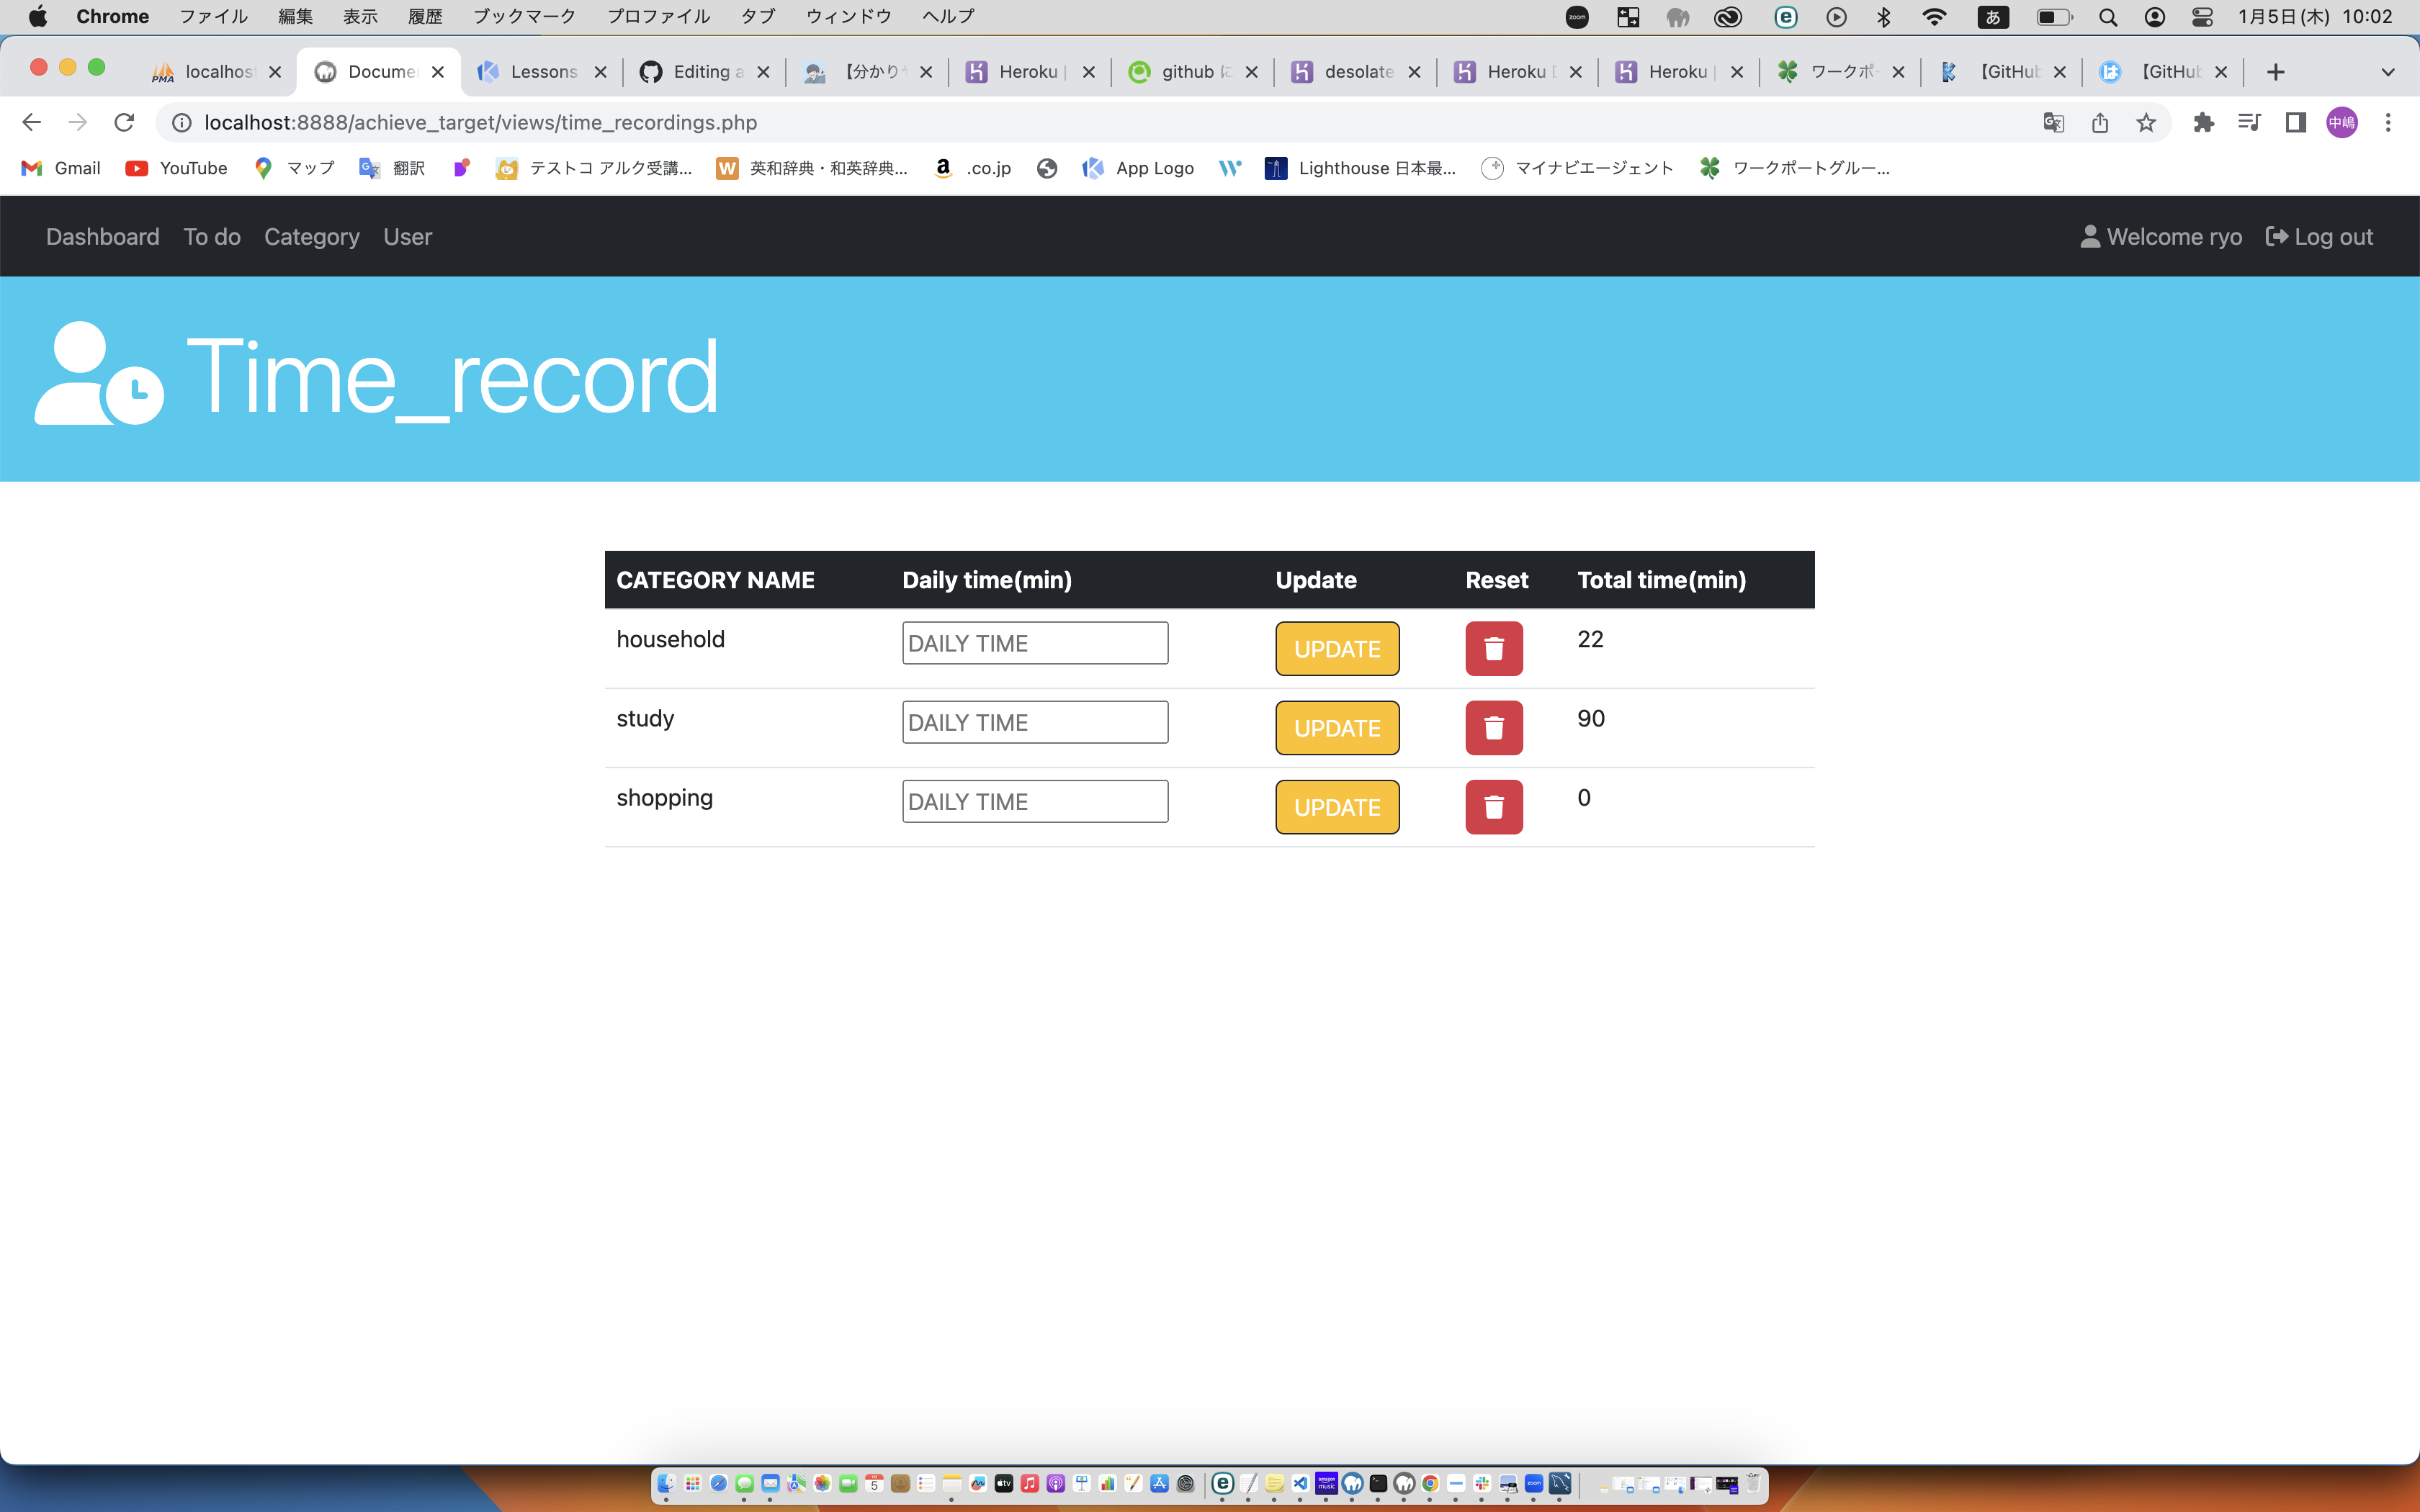 Chrome ファイル 編集 表示 履歴 ブックマーク プロファイル タブ ウィンドウ ヘルプ zoom あ 1月5日(木) 10:02
localhos Docume Lessons Editing a 【分かり Heroku github に desolate Heroku Heroku ワークポ 【GitHub 【GitHub
localhost:8888/achieve_target/views/time_recordings.php 中嶋
Gmail YouTube マップ 翻訳 テストコ アルク受講... 英和辞典・和英辞典... .co.jp App Logo Lighthouse 日本最... マイナビエージェント ワークポートグルー...
Dashboard To do Category User Welcome ryo Log out
Time_record
CATEGORY NAME Daily time(min) Update Reset Total time(min)
household DAILY TIME UPDATE 22
study DAILY TIME UPDATE 90
shopping DAILY TIME UPDATE 0